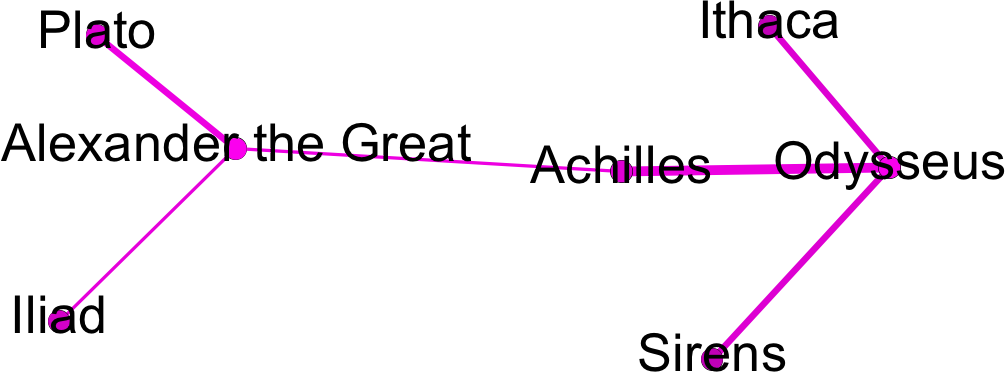 Plato
Ithaca
Alexander the Great
Achilles
Odysseus
Iliad
Sirens